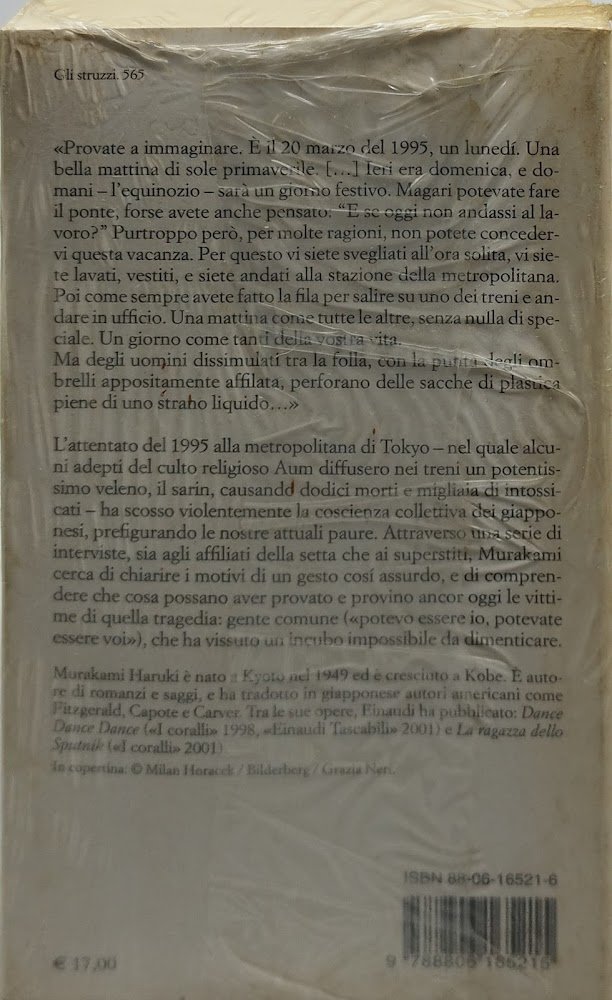 Gli struzzi. 565
«Provate a immaginare. È il 20 marzo del 1995, un lunedí. Una
bella mattina di sole primaverile. [...] Ieri era domenica, e do-
mani – l'equinozio – sarà un giorno festivo. Magari potevate fare
il ponte, forse avete anche pensato: “E se oggi non andassi al la-
voro?” Purtroppo però, per molte ragioni, non potete conceder-
vi questa vacanza. Per questo vi siete svegliati all'ora solita, vi sie-
te lavati, vestiti, e siete andati alla stazione della metropolitana.
Poi come sempre avete fatto la fila per salire su uno dei treni e an-
dare in ufficio. Una mattina come tutte le altre, senza nulla di spe-
ciale. Un giorno come tanti della vostra vita.
Ma degli uomini dissimulati tra la folla, con la punta degli om-
brelli appositamente affilata, perforano delle sacche di plastica
piene di uno strano liquido...»
L'attentato del 1995 alla metropolitana di Tokyo – nel quale alcu-
ni adepti del culto religioso Aum diffusero nei treni un potentis-
simo veleno, il sarin, causando dodici morti e migliaia di intossi-
cati – ha scosso violentemente la coscienza collettiva dei giappo-
nesi, prefigurando le nostre attuali paure. Attraverso una serie di
interviste, sia agli affiliati della setta che ai superstiti, Murakami
cerca di chiarire i motivi di un gesto cosí assurdo, e di compren-
dere che cosa possano aver provato e provino ancor oggi le vitti-
me di quella tragedia: gente comune («potevo essere io, potevate
essere voi»), che ha vissuto un incubo impossibile da dimenticare.
Murakami Haruki è nato a Kyoto nel 1949 ed è cresciuto a Kobe. È auto-
re di romanzi e saggi, e ha tradotto in giapponese autori americani come
Fitzgerald, Capote e Carver. Tra le sue opere, Einaudi ha pubblicato: Dance
Dance Dance («I coralli» 1998, «Einaudi Tascabili» 2001) e La ragazza dello
Sputnik («I coralli» 2001)
In copertina: © Milan Horacek / Bilderberg / Grazia Neri.
ISBN 88-06-16521-6
9 788806 165215
€ 17,00